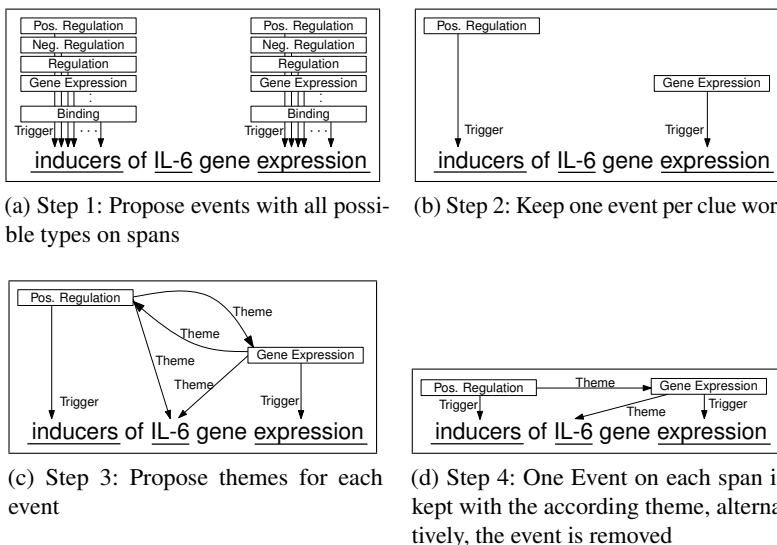 Pos. Regulation
Neg. Regulation
Regulation
Gene Expression
:
Binding
Trigger
. . .
Pos. Regulation
Neg. Regulation
Regulation
Gene Expression
:
Binding
Trigger
. . .
inducers of IL-6 gene expression
(a) Step 1: Propose events with all possi-
ble types on spans
Pos. Regulation
Gene Expression
Trigger
Trigger
inducers of IL-6 gene expression
(b) Step 2: Keep one event per clue wor
Pos. Regulation
Theme
Theme
Gene Expression
Theme
Theme
Trigger
Trigger
inducers of IL-6 gene expression
(c) Step 3: Propose themes for each
event
Pos. Regulation
Theme
Gene Expression
Trigger
Theme
Trigger
inducers of IL-6 gene expression
(d) Step 4: One Event on each span i
kept with the according theme, alterna
tively, the event is removed